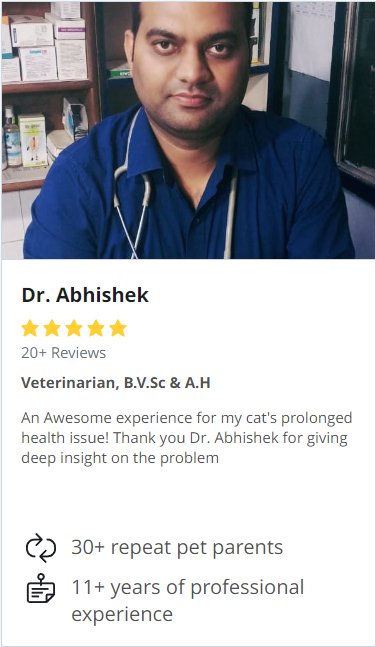 Dr. Abhishek
20+ Reviews
Veterinarian, B.V.Sc & A.H
An Awesome experience for my cat's prolonged
health issue! Thank you Dr. Abhishek for giving
deep insight on the problem
30+ repeat pet parents
11+ years of professional
experience